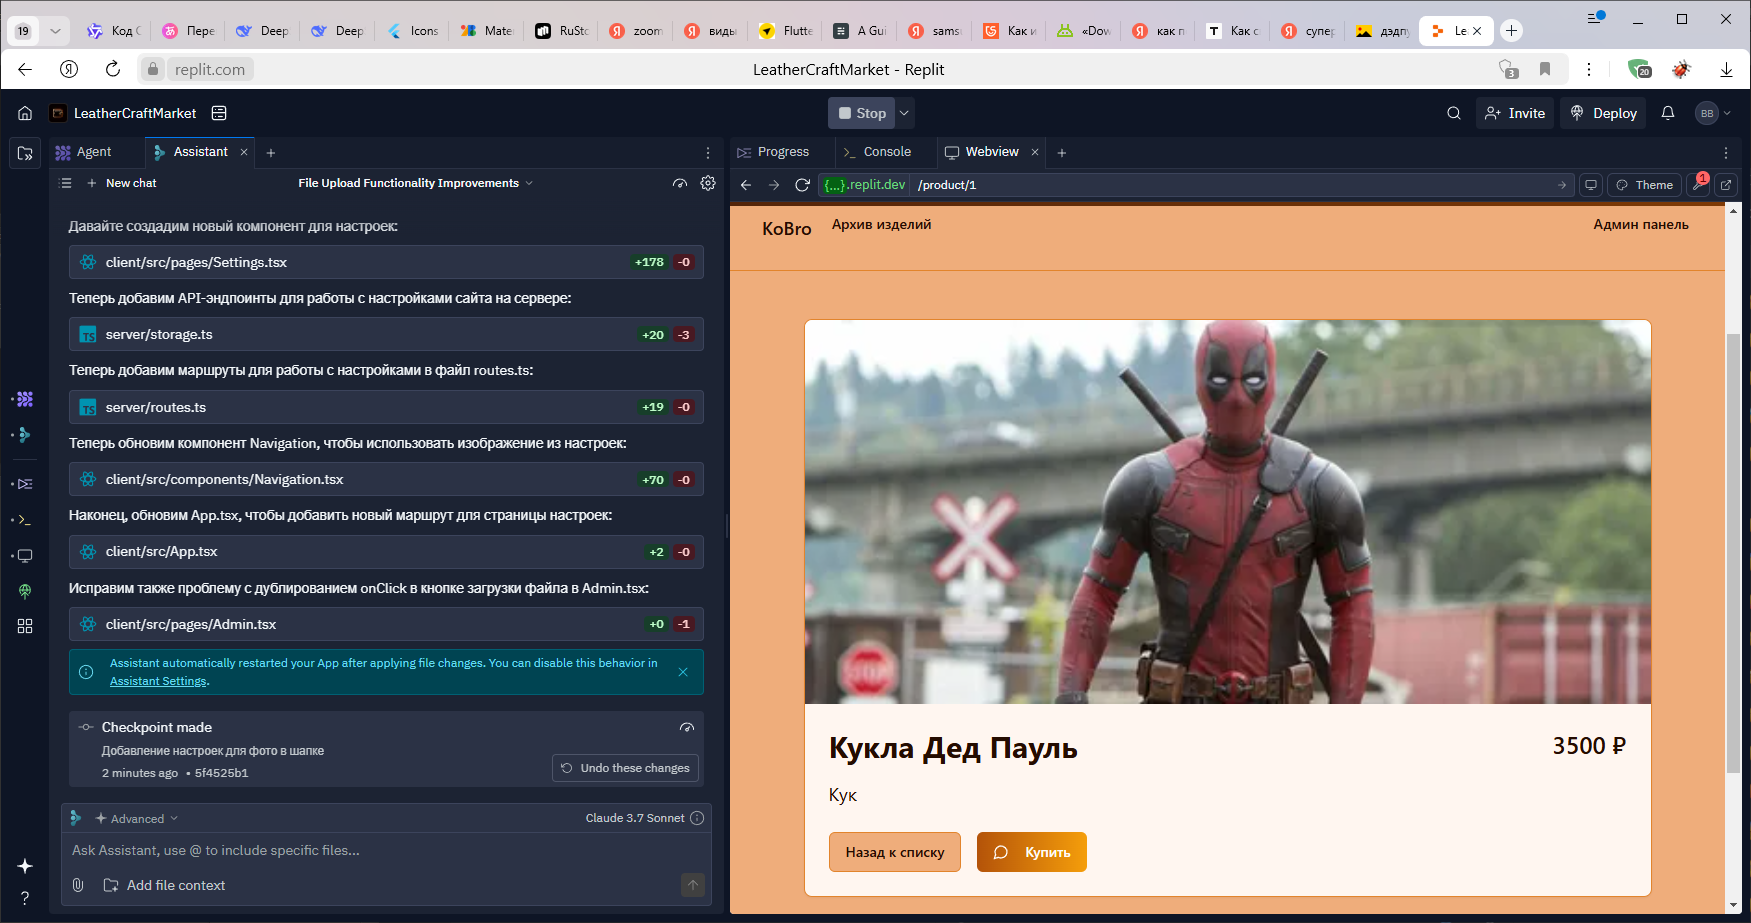 19
Код С
Пере
Deep
Deep
Icons
Mate
RuSto
zoom
виды
Flutte
A Gui
sams
Как и
«Dow
как п
Как с
супер
дэдпу
Le
replit.com
LeatherCraftMarket - Replit
3
20
LeatherCraftMarket
Stop
Invite
Deploy
BB
Agent
Assistant
Progress
Console
Webview
New chat
File Upload Functionality Improvements
{...}.replit.dev
/product/1
Theme
1
Давайте создадим новый компонент для настроек:
client/src/pages/Settings.tsx
+178 -0
Теперь добавим API-эндпоинты для работы с настройками сайта на сервере:
TS server/storage.ts
+20 -3
Теперь добавим маршруты для работы с настройками в файл routes.ts:
TS server/routes.ts
+19 -0
Теперь обновим компонент Navigation, чтобы использовать изображение из настроек:
client/src/components/Navigation.tsx
+70 -0
Наконец, обновим App.tsx, чтобы добавить новый маршрут для страницы настроек:
client/src/App.tsx
+2 -0
Исправим также проблему с дублированием onClick в кнопке загрузки файла в Admin.tsx:
client/src/pages/Admin.tsx
+0 -1
Assistant automatically restarted your App after applying file changes. You can disable this behavior in
Assistant Settings.
Checkpoint made
Добавление настроек для фото в шапке
2 minutes ago • 5f4525b1
Undo these changes
Advanced
Claude 3.7 Sonnet
Ask Assistant, use @ to include specific files...
Add file context
KoBro
Архив изделий
Админ панель
STOP
Кукла Дед Пауль
3500 ₽
Кук
Назад к списку
Купить